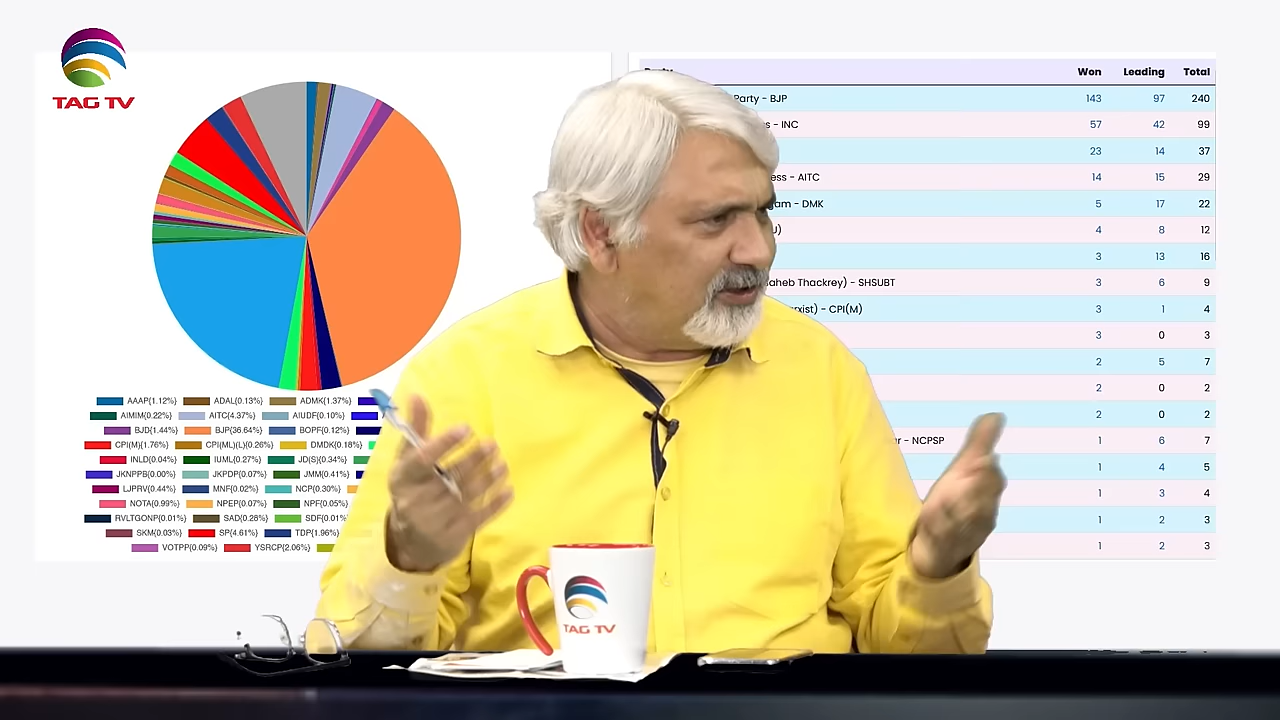 TAG TV
Won Leading Total
Party - BJP 143 97 240
- INC 57 42 99
23 14 37
- AITC 14 15 29
- DMK 5 17 22
4 8 12
3 13 16
Thackrey) - SHSUBT 3 6 9
- CPI(M) 3 1 4
3 0 3
2 5 7
2 0 2
2 0 2
- NCPSP 1 6 7
1 4 5
1 3 4
1 2 3
1 2 3
AAAP{1.12%} ADAL{0.13%} ADMK{1.37%}
AIMIM{0.22%} AITC{4.37%} AIUDF{0.10%}
BJD{1.44%} BJP{36.64%} BOPF{0.12%}
CPI(M){1.76%} CPI(ML)(L){0.26%} DMDK{0.18%}
INLD{0.04%} IUML{0.27%} JD(S){0.34%}
JKNPPB{0.00%} JKPDP{0.07%} JMM{0.41%}
LJPRV{0.44%} MNF{0.02%} NCP{0.30%}
NOTA{0.99%} NPEP{0.07%} NPF{0.05%}
RVLTGONP{0.01%} SAD{0.28%} SDF{0.01%
SKM{0.03%} SP{4.61%} TDP{1.96%}
VOTPP{0.09%} YSRCP{2.06%}
TAG TV